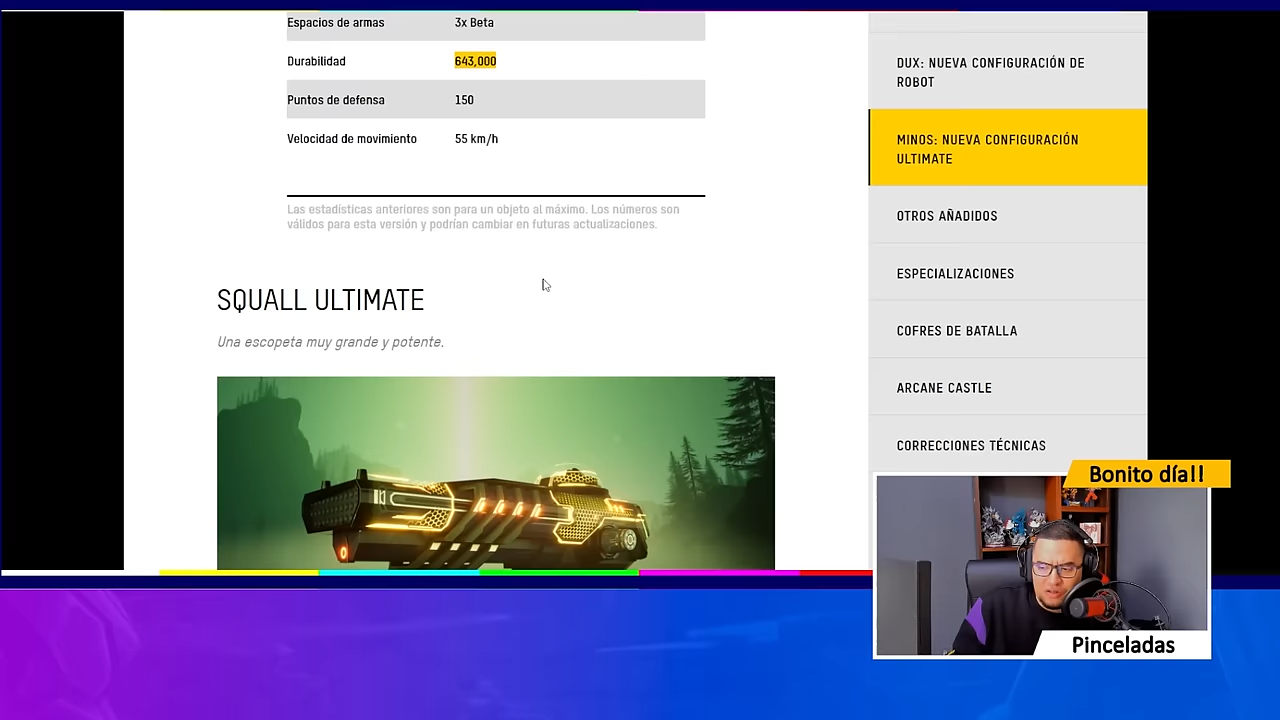 Espacios de armas 3x Beta
Durabilidad 643,000
Puntos de defensa 150
Velocidad de movimiento 55 km/h
Las estadísticas anteriores son para un objeto al máximo. Los números son
válidos para esta versión y podrían cambiar en futuras actualizaciones.
SQUALL ULTIMATE
Una escopeta muy grande y potente.
DUX: NUEVA CONFIGURACIÓN DE
ROBOT
MINOS: NUEVA CONFIGURACIÓN
ULTIMATE
OTROS AÑADIDOS
ESPECIALIZACIONES
COFRES DE BATALLA
ARCANE CASTLE
CORRECCIONES TÉCNICAS
Bonito día!!
Pinceladas